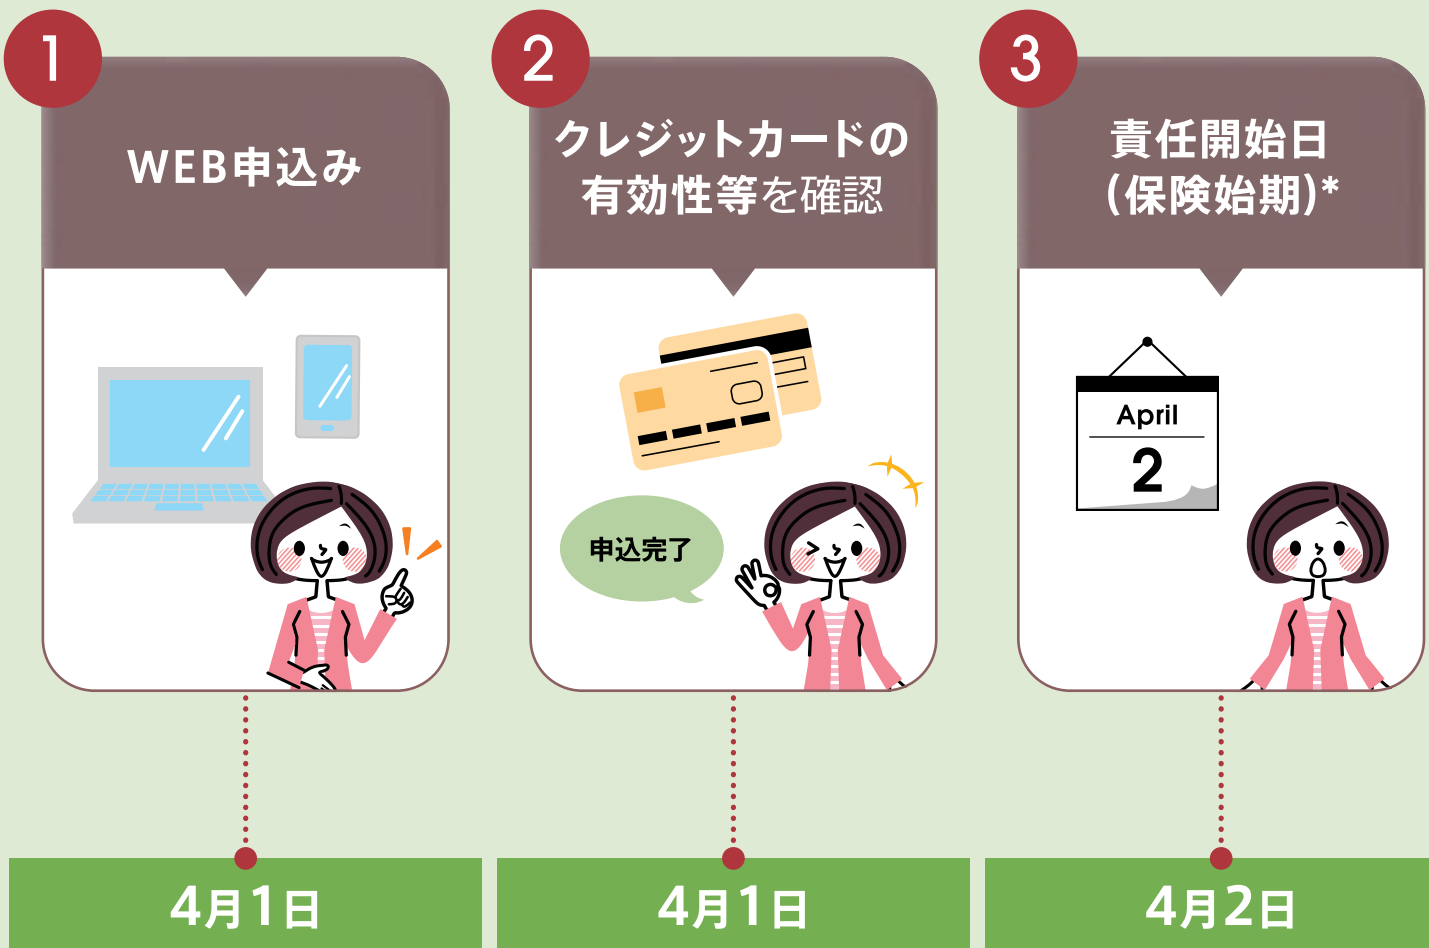 1
WEB申込み
2
クレジットカードの
有効性等を確認
申込完了
3
責任開始日
(保険始期)*
April
2
4月1日
4月1日
4月2日